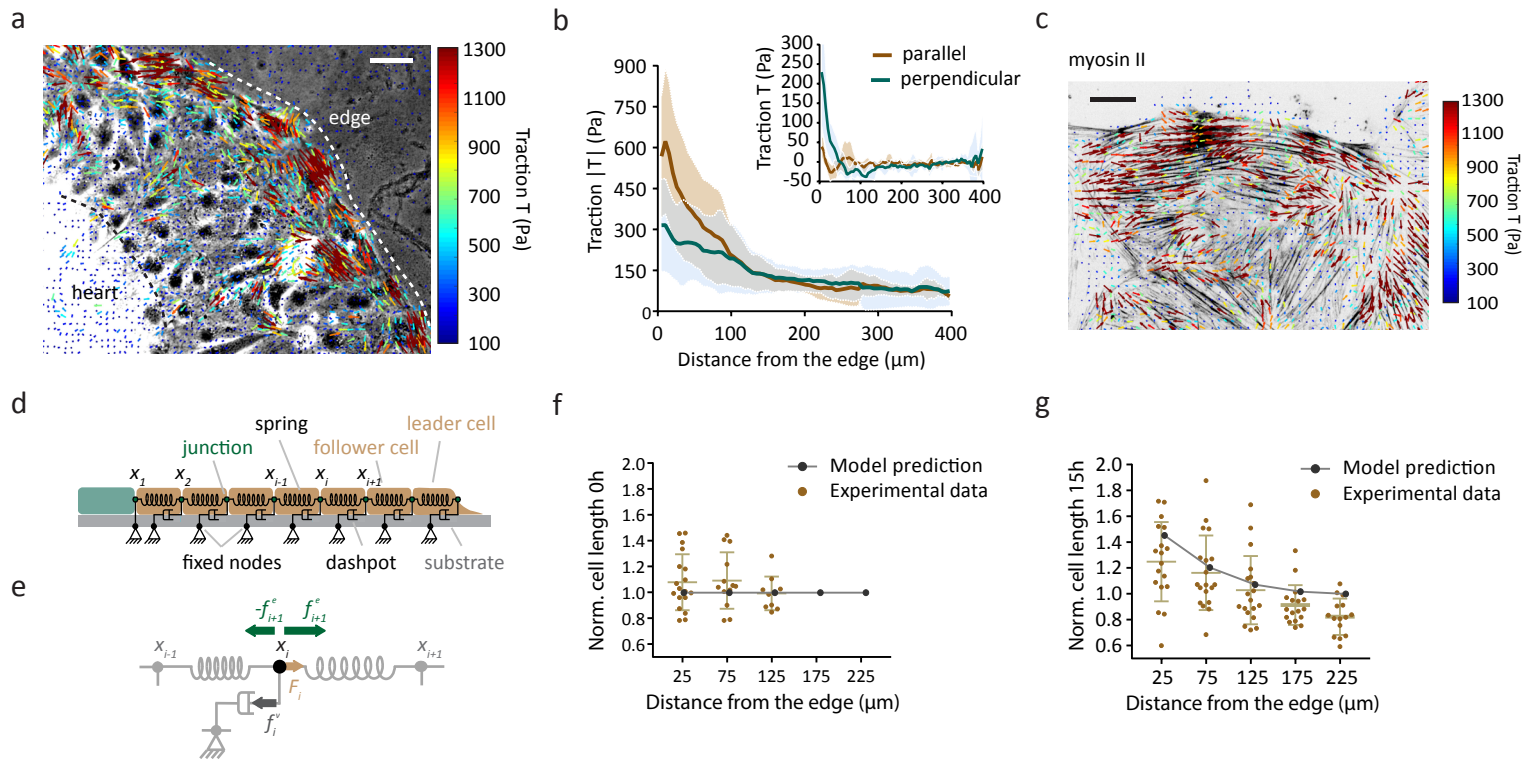 a
edge
heart
1300
1100
900
700
500
300
100
Traction T (Pa)
b
Traction |T| (Pa)
900
750
600
450
300
150
0
0 100 200 300 400
Distance from the edge (µm)
Traction T (Pa)
300
250
200
150
100
50
0
-50
0 100 200 300 400
parallel
perpendicular
c
myosin II
1300
1100
900
700
500
300
100
Traction T (Pa)
d
spring
leader cell
junction
follower cell
x1 x2 xi-1 xi xi+1
fixed nodes
dashpot
substrate
e
-f^e_i+1 f^e_i+1
xi-1 xi xi+1
Fi
f^v_i
f
Norm. cell length 0h
2.0
1.8
1.6
1.4
1.2
1.0
0.8
0.6
25 75 125 175 225
Distance from the edge (µm)
Model prediction
Experimental data
g
Norm. cell length 15h
2.0
1.8
1.6
1.4
1.2
1.0
0.8
0.6
25 75 125 175 225
Distance from the edge (µm)
Model prediction
Experimental data